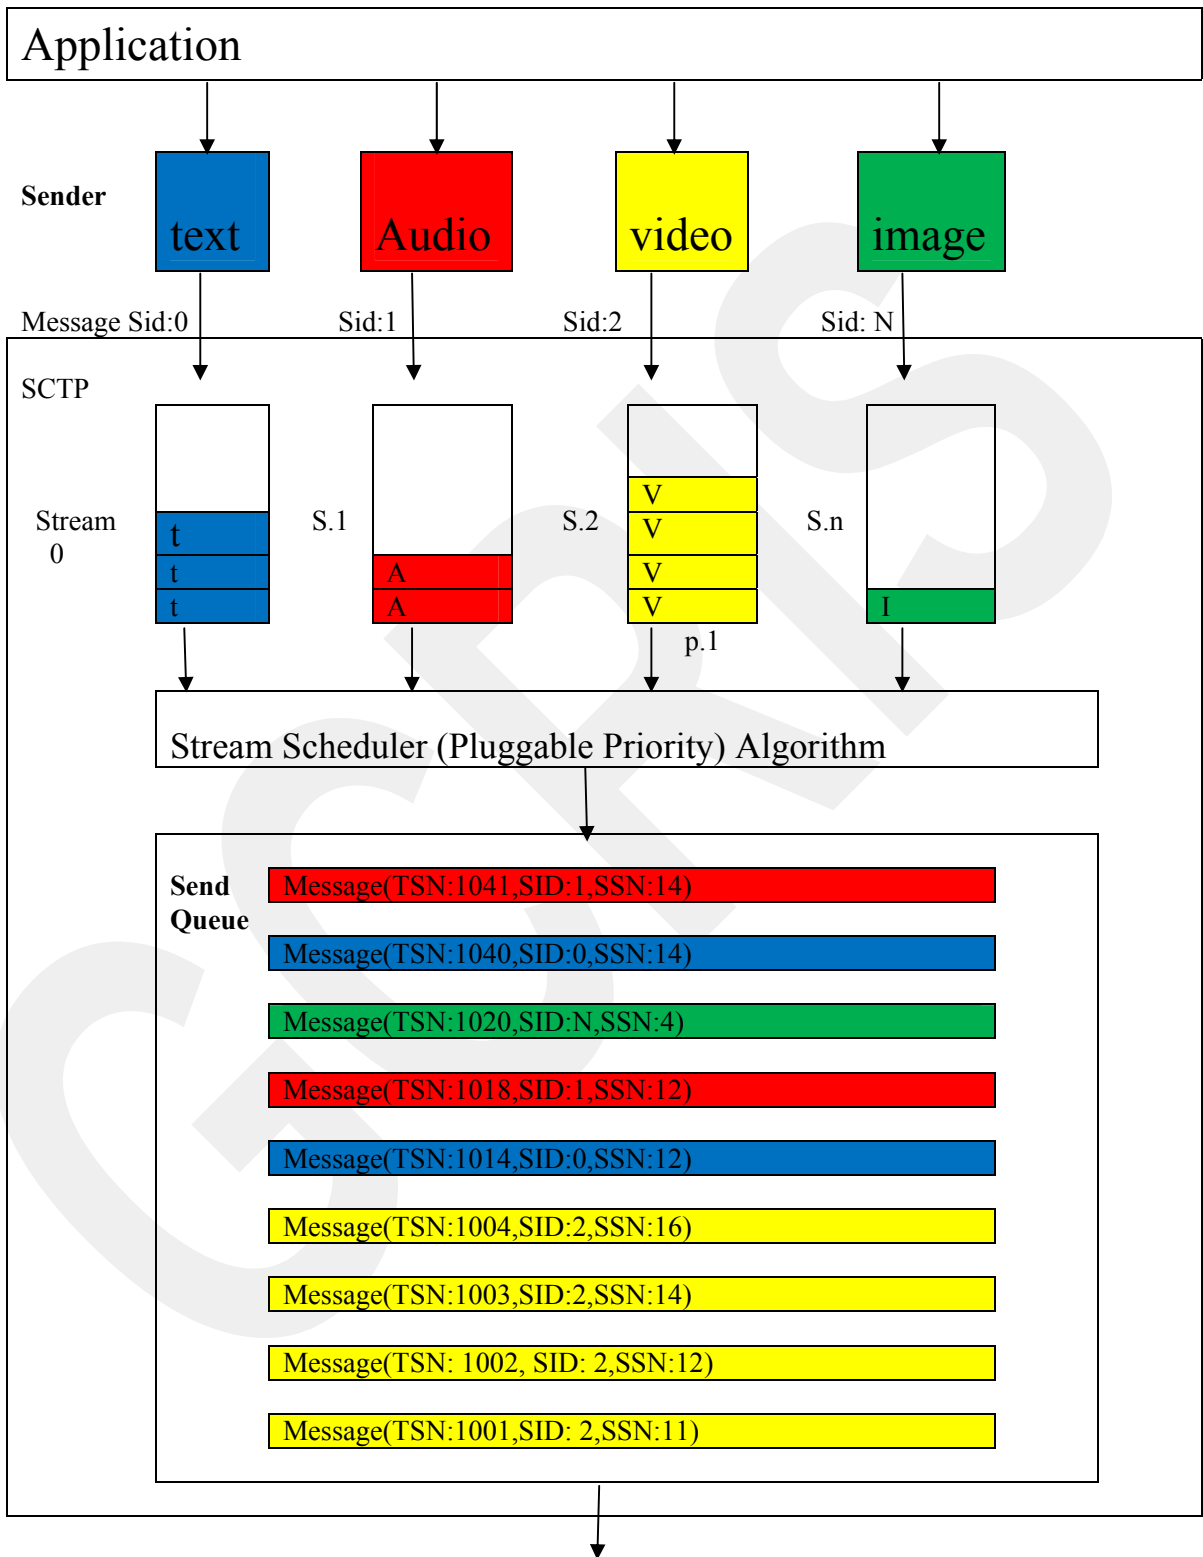 Application
Sender
text
Audio
video
image
Message Sid:0
Sid:1
Sid:2
Sid: N
SCTP
Stream
0
S.1
S.2
S.n
t
t
t
A
A
V
V
V
V
I
p.1
Stream Scheduler (Pluggable Priority) Algorithm
Send
Queue
Message(TSN:1041,SID:1,SSN:14)
Message(TSN:1040,SID:0,SSN:14)
Message(TSN:1020,SID:N,SSN:4)
Message(TSN:1018,SID:1,SSN:12)
Message(TSN:1014,SID:0,SSN:12)
Message(TSN:1004,SID:2,SSN:16)
Message(TSN:1003,SID:2,SSN:14)
Message(TSN: 1002, SID: 2,SSN:12)
Message(TSN:1001,SID: 2,SSN:11)
GCRIS